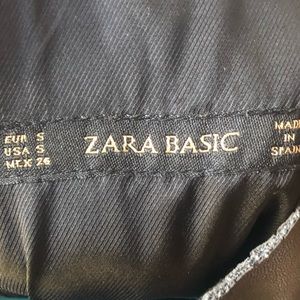 EUR S
USA S
MEX 26
ZARA BASIC
MADE
IN
SPAIN